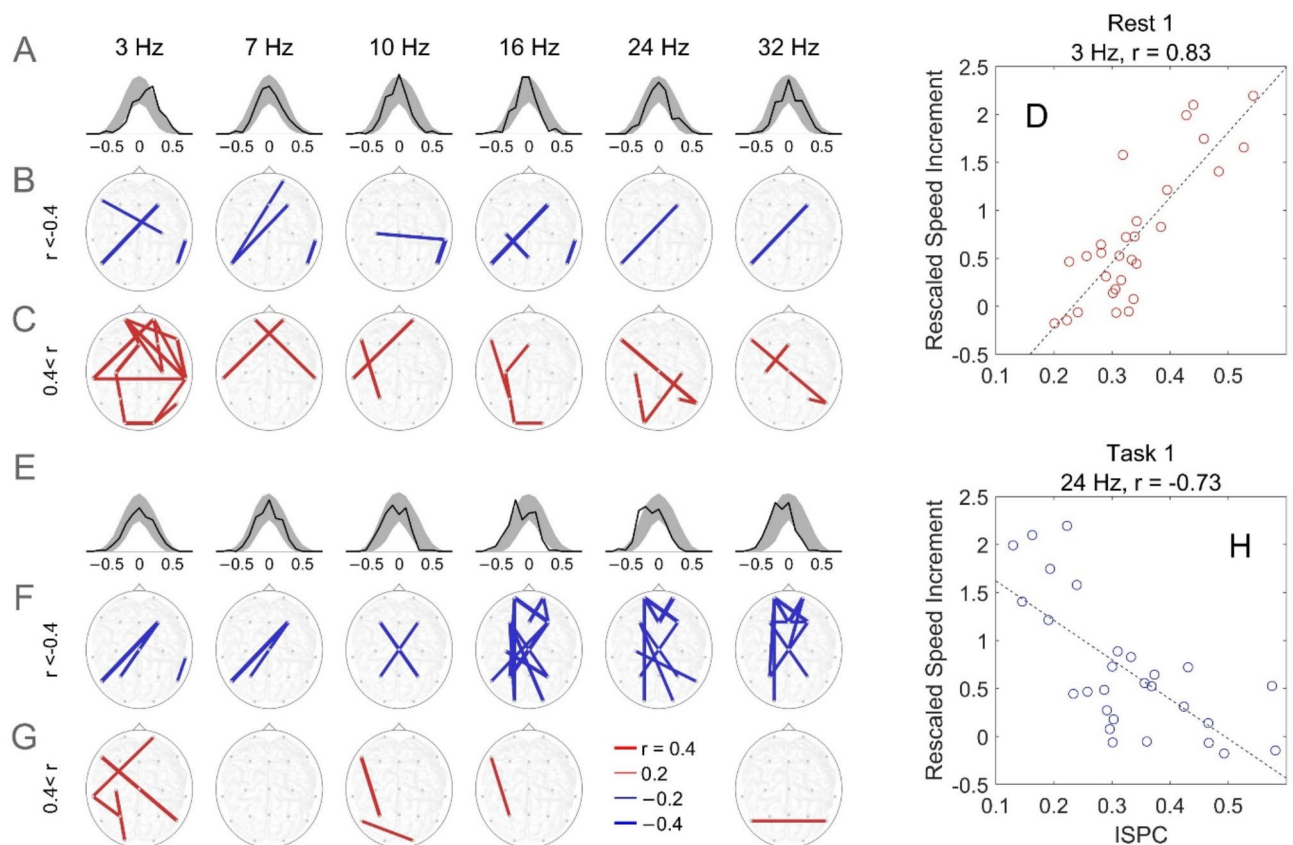 A
3 Hz 7 Hz 10 Hz 16 Hz 24 Hz 32 Hz
−0.5 0 0.5 −0.5 0 0.5 −0.5 0 0.5 −0.5 0 0.5 −0.5 0 0.5 −0.5 0 0.5
B
r <-0.4
C
0.4< r
E
−0.5 0 0.5 −0.5 0 0.5 −0.5 0 0.5 −0.5 0 0.5 −0.5 0 0.5 −0.5 0 0.5
F
r <-0.4
G
0.4< r
r = 0.4
0.2
−0.2
−0.4
Rest 1
3 Hz, r = 0.83
D
Rescaled Speed Increment
2.5
2
1.5
1
0.5
0
-0.5
0.1 0.2 0.3 0.4 0.5
Task 1
24 Hz, r = -0.73
H
Rescaled Speed Increment
2.5
2
1.5
1
0.5
0
-0.5
0.1 0.2 0.3 0.4 0.5
ISPC